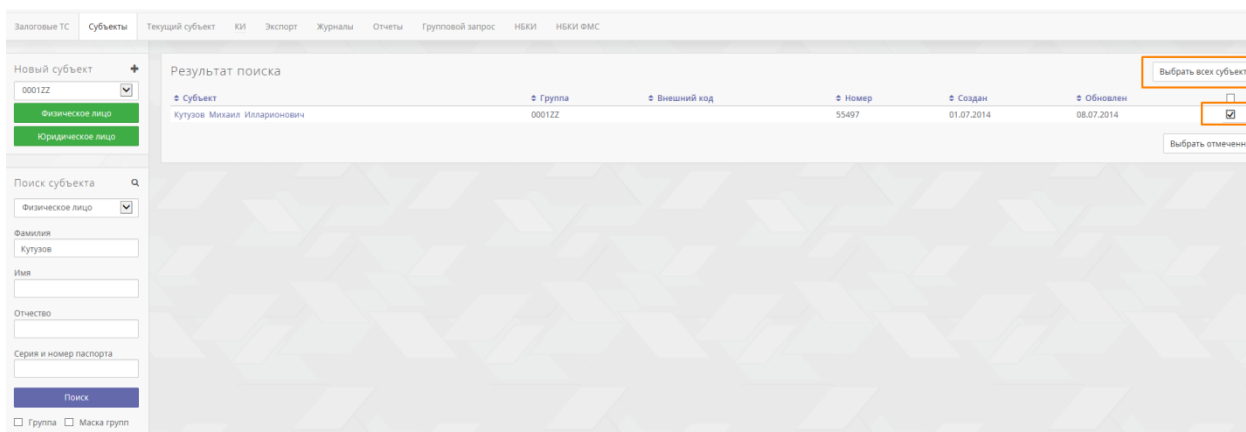 Залоговые ТС Субъекты Текущий субъект КИ Экспорт Журналы Отчеты Групповой запрос НБКИ НБКИ ФМС
Новый субъект
0001ZZ
Физическое лицо
Юридическое лицо
Поиск субъекта
Физическое лицо
Фамилия
Кутузов
Имя
Отчество
Серия и номер паспорта
Поиск
Группа Маска групп
Результат поиска
Выбрать всех субъект
Субъект Группа Внешний код Номер Создан Обновлен
Кутузов Михаил Илларионович 0001ZZ 55497 01.07.2014 08.07.2014
Выбрать отмеченн